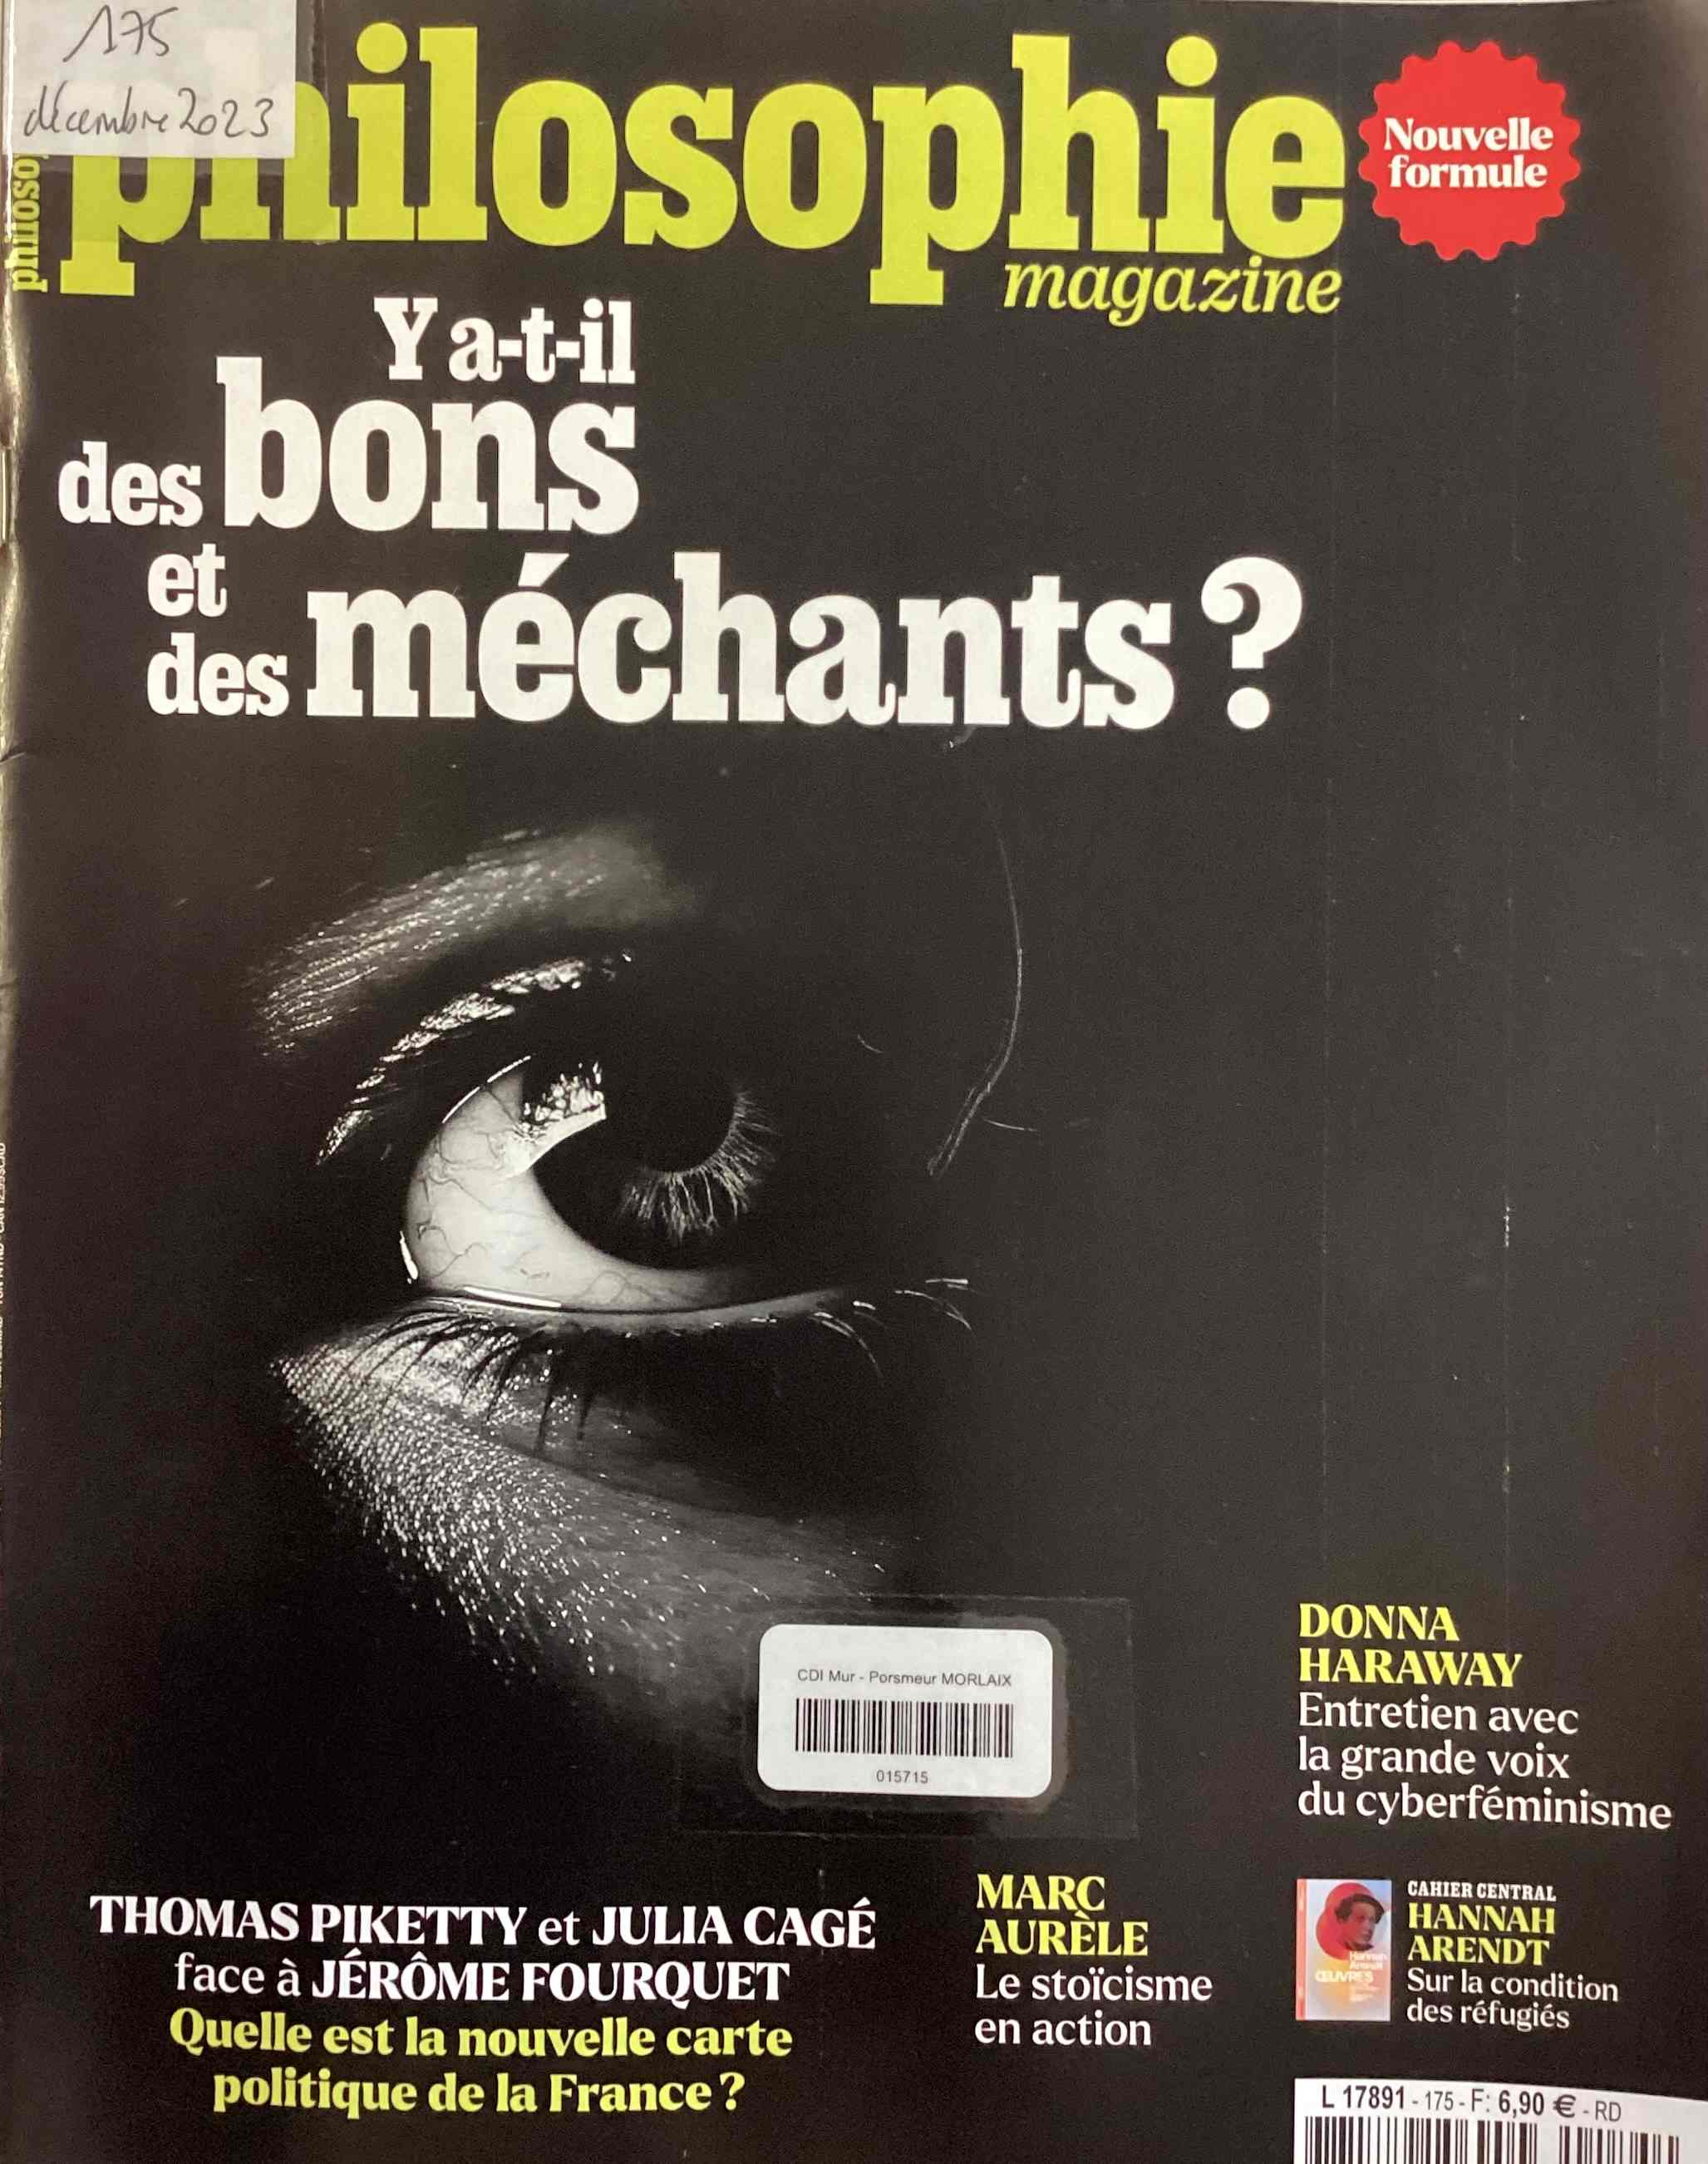 175
décembre 2023
philosophie
magazine
Nouvelle
formule
Y a-t-il
des bons
et
des méchants ?
DONNA
HARAWAY
Entretien avec
la grande voix
du cyberféminisme
CDI Mur - Porsmeur MORLAIX
015715
THOMAS PIKETTY et JULIA CAGÉ
face à JÉRÔME FOURQUET
Quelle est la nouvelle carte
politique de la France ?
MARC
AURÈLE
Le stoïcisme
en action
CAHIER CENTRAL
HANNAH
ARENDT
Sur la condition
des réfugiés
Hannah
Arendt
ŒUVRES
L 17891 - 175 - F: 6,90 € - RD